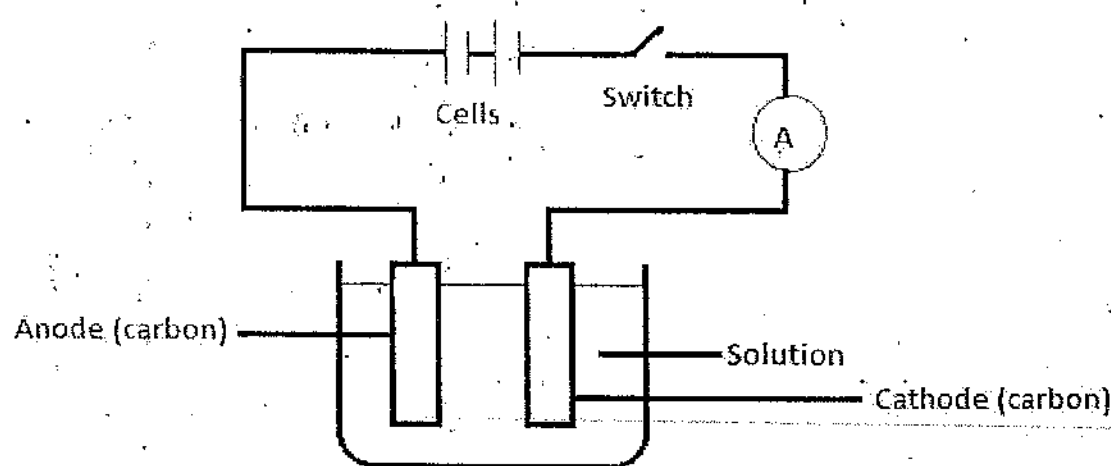 Cells
Switch
A
Anode (carbon)
Solution
Cathode (carbon)